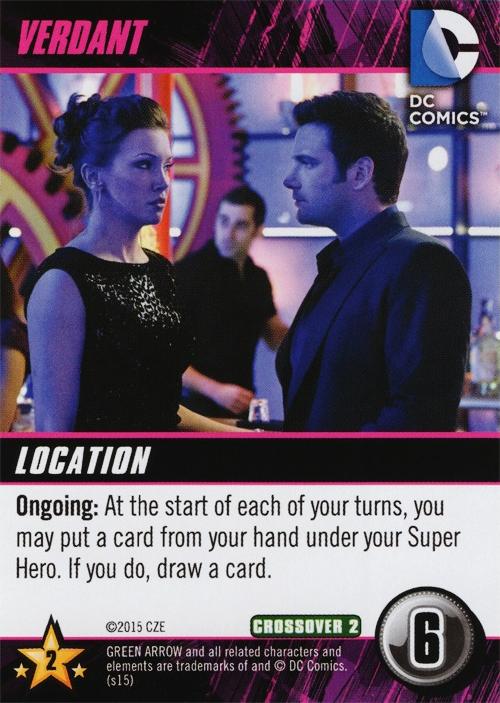 VERDANT
DC
COMICS™
LOCATION
Ongoing: At the start of each of your turns, you
may put a card from your hand under your Super
Hero. If you do, draw a card.
2
©2015 CZE
CROSSOVER 2
6
GREEN ARROW and all related characters and
elements are trademarks of and © DC Comics.
(s15)